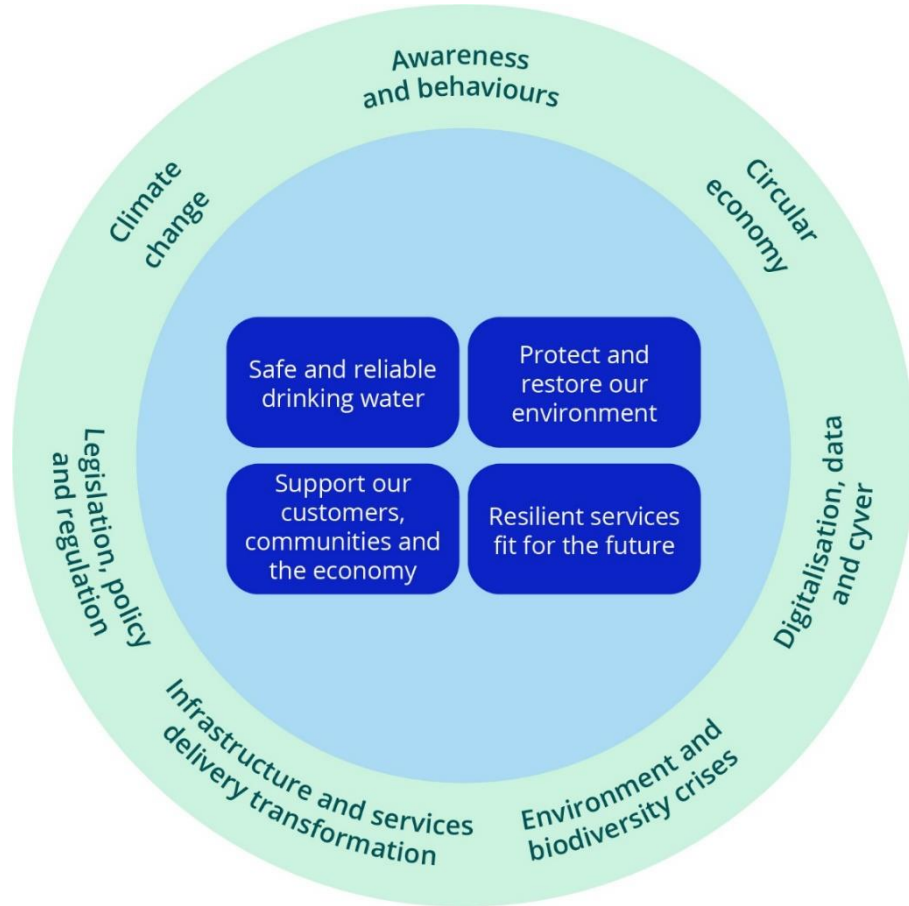 Awareness
and behaviours
Circular
economy
Digitalisation, data
and cyver
Environment and
biodiversity crises
Infrastructure and services
delivery transformation
Legislation, policy
and regulation
Climate
change
Safe and reliable
drinking water
Protect and
restore our
environment
Support our
customers,
communities and
the economy
Resilient services
fit for the future